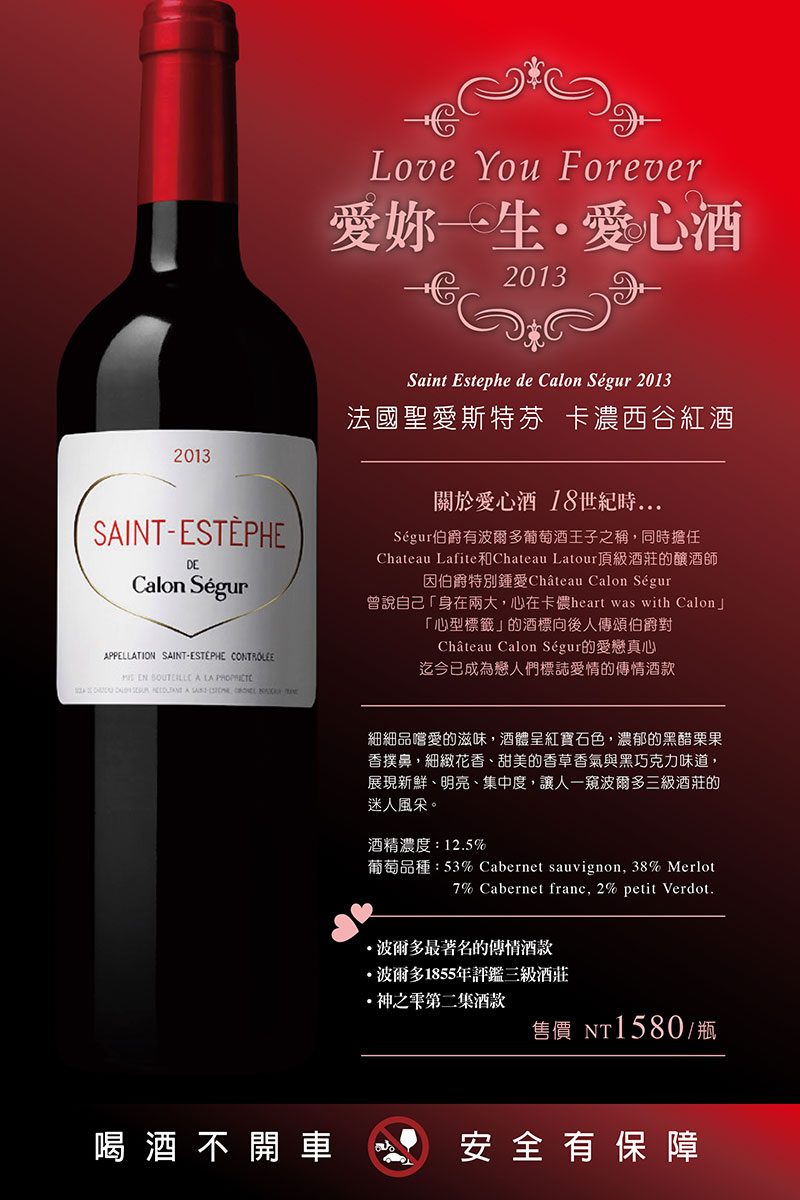 Love You Forever
愛妳一生・愛心酒
2013
Saint Estephe de Calon Ségur 2013
法國聖愛斯特芬 卡濃西谷紅酒
關於愛心酒 18世紀時...
Ségur伯爵有波爾多葡萄酒王子之稱，同時擔任
Chateau Lafite和Chateau Latour頂級酒莊的釀酒師
因伯爵特別鍾愛Château Calon Ségur
曾說自己「身在兩大，心在卡儂heart was with Calon」
「心型標籤」的酒標向後人傳頌伯爵對
Château Calon Ségur的愛戀真心
迄今已成為戀人們標誌愛情的傳情酒款
細細品嚐愛的滋味，酒體呈紅寶石色，濃郁的黑醋栗果
香撲鼻，細緻花香、甜美的香草香氣與黑巧克力味道，
展現新鮮、明亮、集中度，讓人一窺波爾多三級酒莊的
迷人風采。
酒精濃度：12.5%
葡萄品種：53% Cabernet sauvignon, 38% Merlot
7% Cabernet franc, 2% petit Verdot.
・波爾多最著名的傳情酒款
・波爾多1855年評鑑三級酒莊
・神之雫第二集酒款
售價 NT1580/瓶
2013
SAINT-ESTÈPHE
DE
Calon Ségur
APPELLATION SAINT-ESTÈPHE CONTRÔLÉE
MIS EN BOUTEILLE A LA PROPRIÉTÉ
喝酒不開車 安全有保障